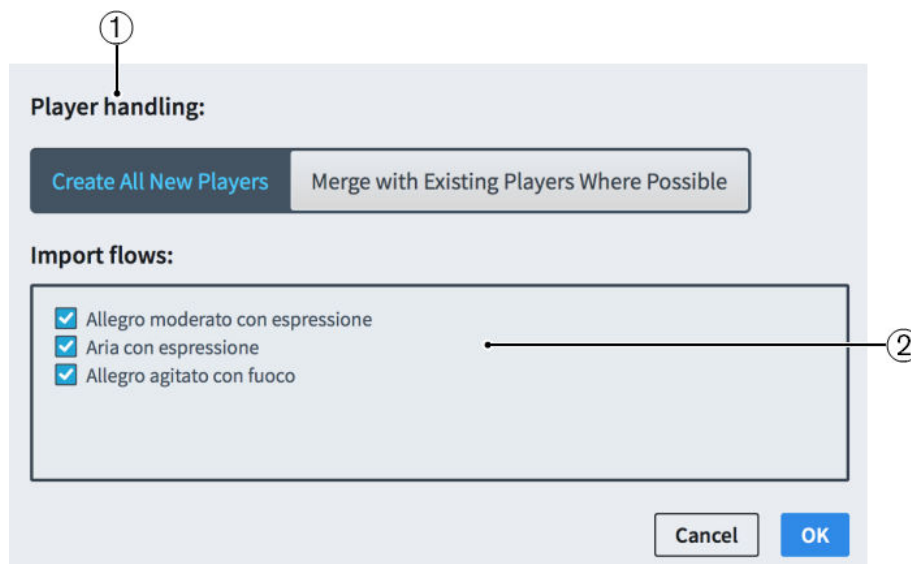 1
Player handling:
Create All New Players Merge with Existing Players Where Possible
Import flows:
Allegro moderato con espressione
Aria con espressione
2
Allegro agitato con fuoco
Cancel OK